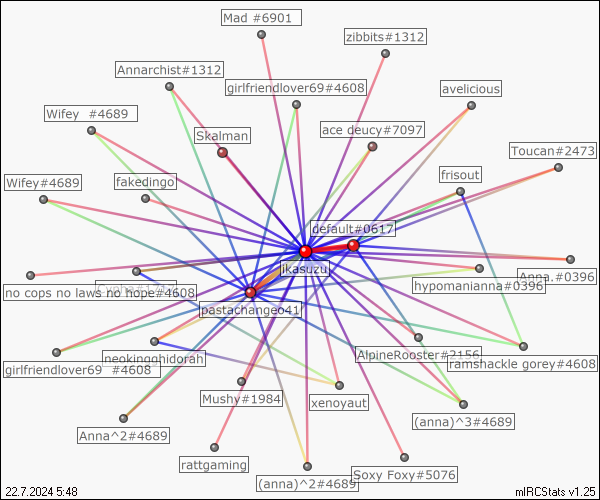 Mad #6901
zibbits#1312
Annarchist#1312
girlfriendlover69#4608
avelicious
Wifey  #4689
Skalman
ace deucy#7097
Toucan#2473
Wifey#4689
fakedingo
frisout
default#0617
jikasuzu
Anna.#0396
hypomanianna#0396
no cops no laws no hope#4608
pastachangeo41
neokingghidorah
girlfriendlover69  #4608
AlpineRooster#2156
ramshackle gorey#4608
Mushy#1984
xenoyaut
(anna)^3#4689
Anna^2#4689
rattgaming
(anna)^2#4689
Soxy Foxy#5076
22.7.2024 5:48
mIRCStats v1.25